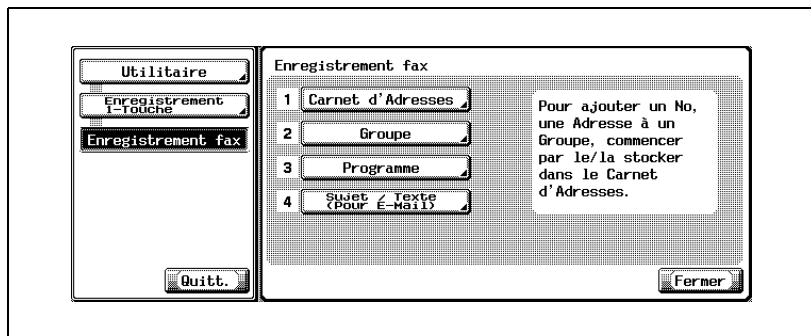 Utilitaire
Enregistrement
1-Touche
Enregistrement fax
Quitt.
Enregistrement fax
1 Carnet d'Adresses
2 Groupe
3 Programme
4 Sujet / Texte
(Pour E-Mail)
Pour ajouter un No,
une Adresse à un
Groupe, commencer
par le/la stocker
dans le Carnet
d'Adresses.
Fermer